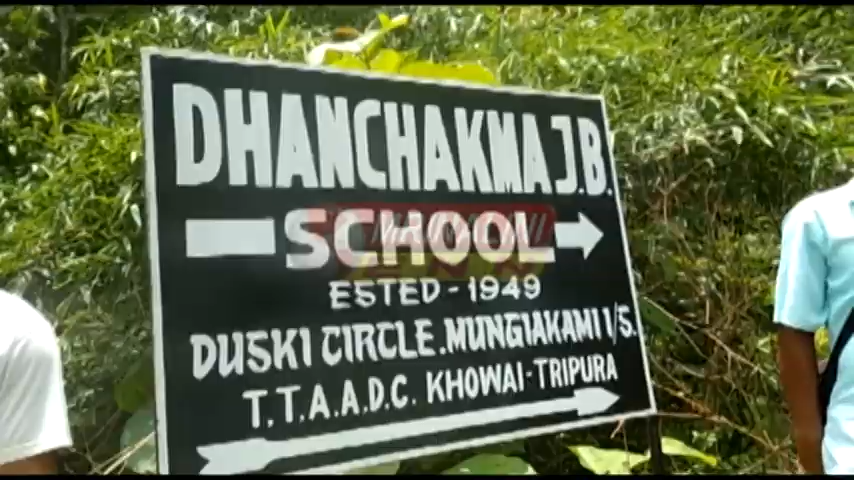 DHANCHAKMA J.B.
SCHOOL
ESTED - 1949
DUSKI CIRCLE. MUNGIAKAMI I/S.
T.T.A.A.D.C. KHOWAI-TRIPURA